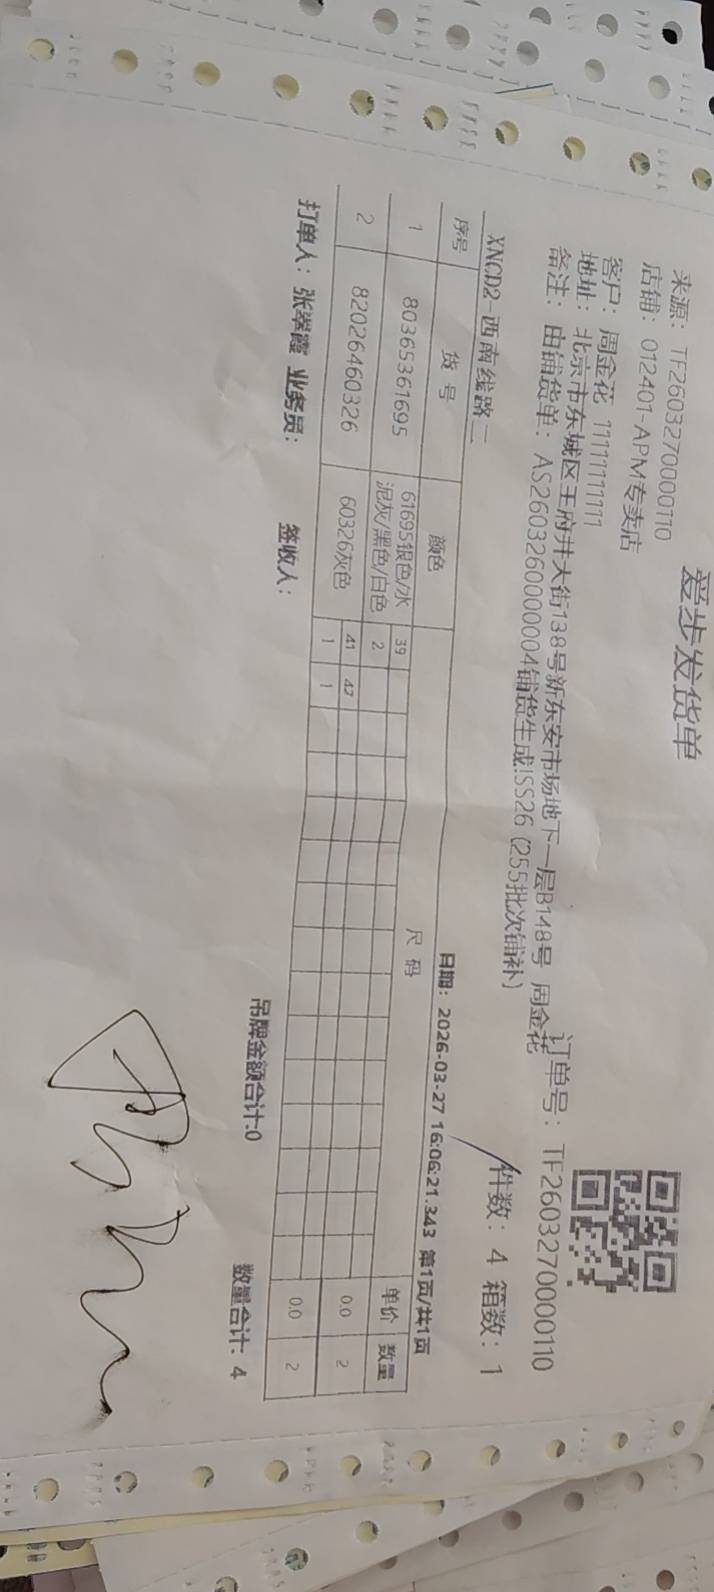 爱步发货单
来源：TF2603270000110
订单号：TF2603270000110
店铺：012401-APM专卖店
件数：4 箱数：1
客户：周金花 11111111111
地址：北京市东城区王府井大街138号新东安市场地下一层B148号 周金花
备注：由铺货单：AS2603260000004铺货生成!SS26 (255批次铺补)
XNCD2-西南线路二
日期：2026-03-27 16:06:21.343 第1页/共1页
序号 货号 颜色 尺码 单价 数量
1 80365361695 61695银色/水泥灰/黑色/白色 39 2 0.0 2
2 82026460326 60326灰色 41 42 1 1 0.0 2
打单人：张翠霞 业务员： 签收人： 吊牌金额合计:0 数量合计：4